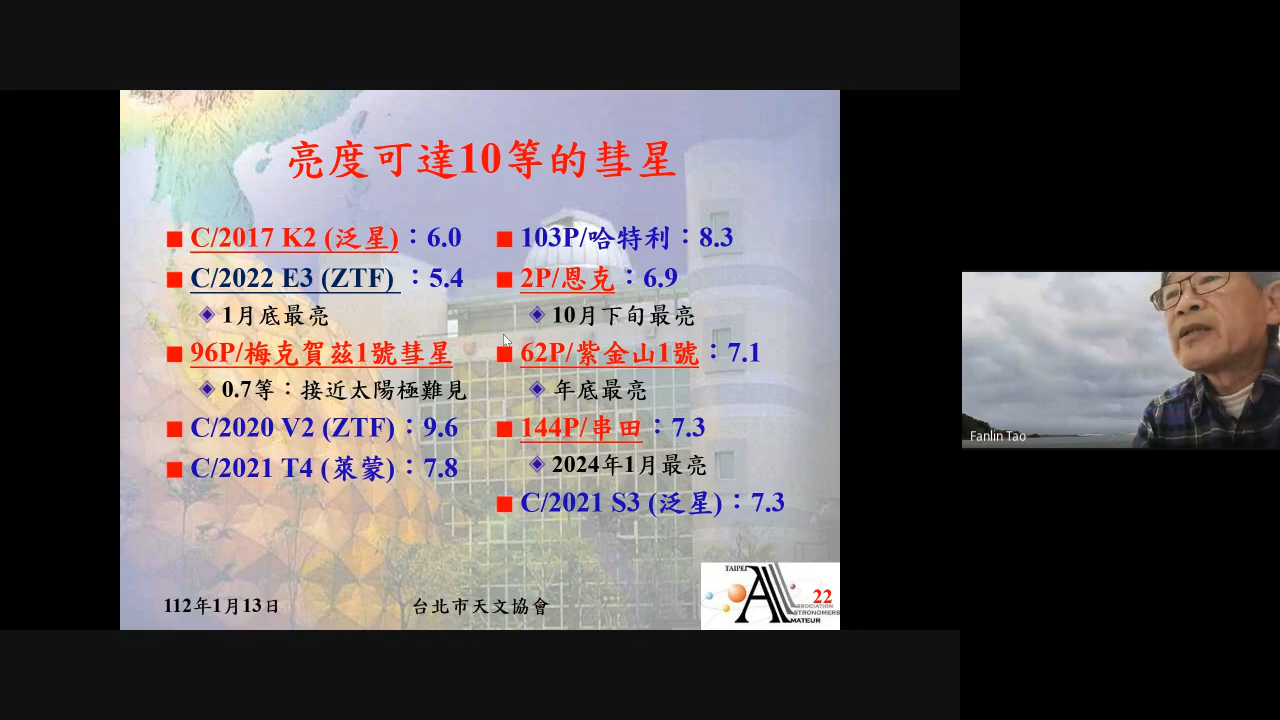 亮度可達10等的彗星
C/2017 K2 (泛星)：6.0
C/2022 E3 (ZTF) ：5.4
1月底最亮
96P/梅克賀茲1號彗星
0.7等：接近太陽極難見
C/2020 V2 (ZTF)：9.6
C/2021 T4 (萊蒙)：7.8
103P/哈特利：8.3
2P/恩克：6.9
10月下旬最亮
62P/紫金山1號：7.1
年底最亮
144P/串田：7.3
2024年1月最亮
C/2021 S3 (泛星)：7.3
112年1月13日
台北市天文協會
TAIPEI
22
ASSOCIATION
ASTRONOMERS
AMATEUR
Fanlin Tao